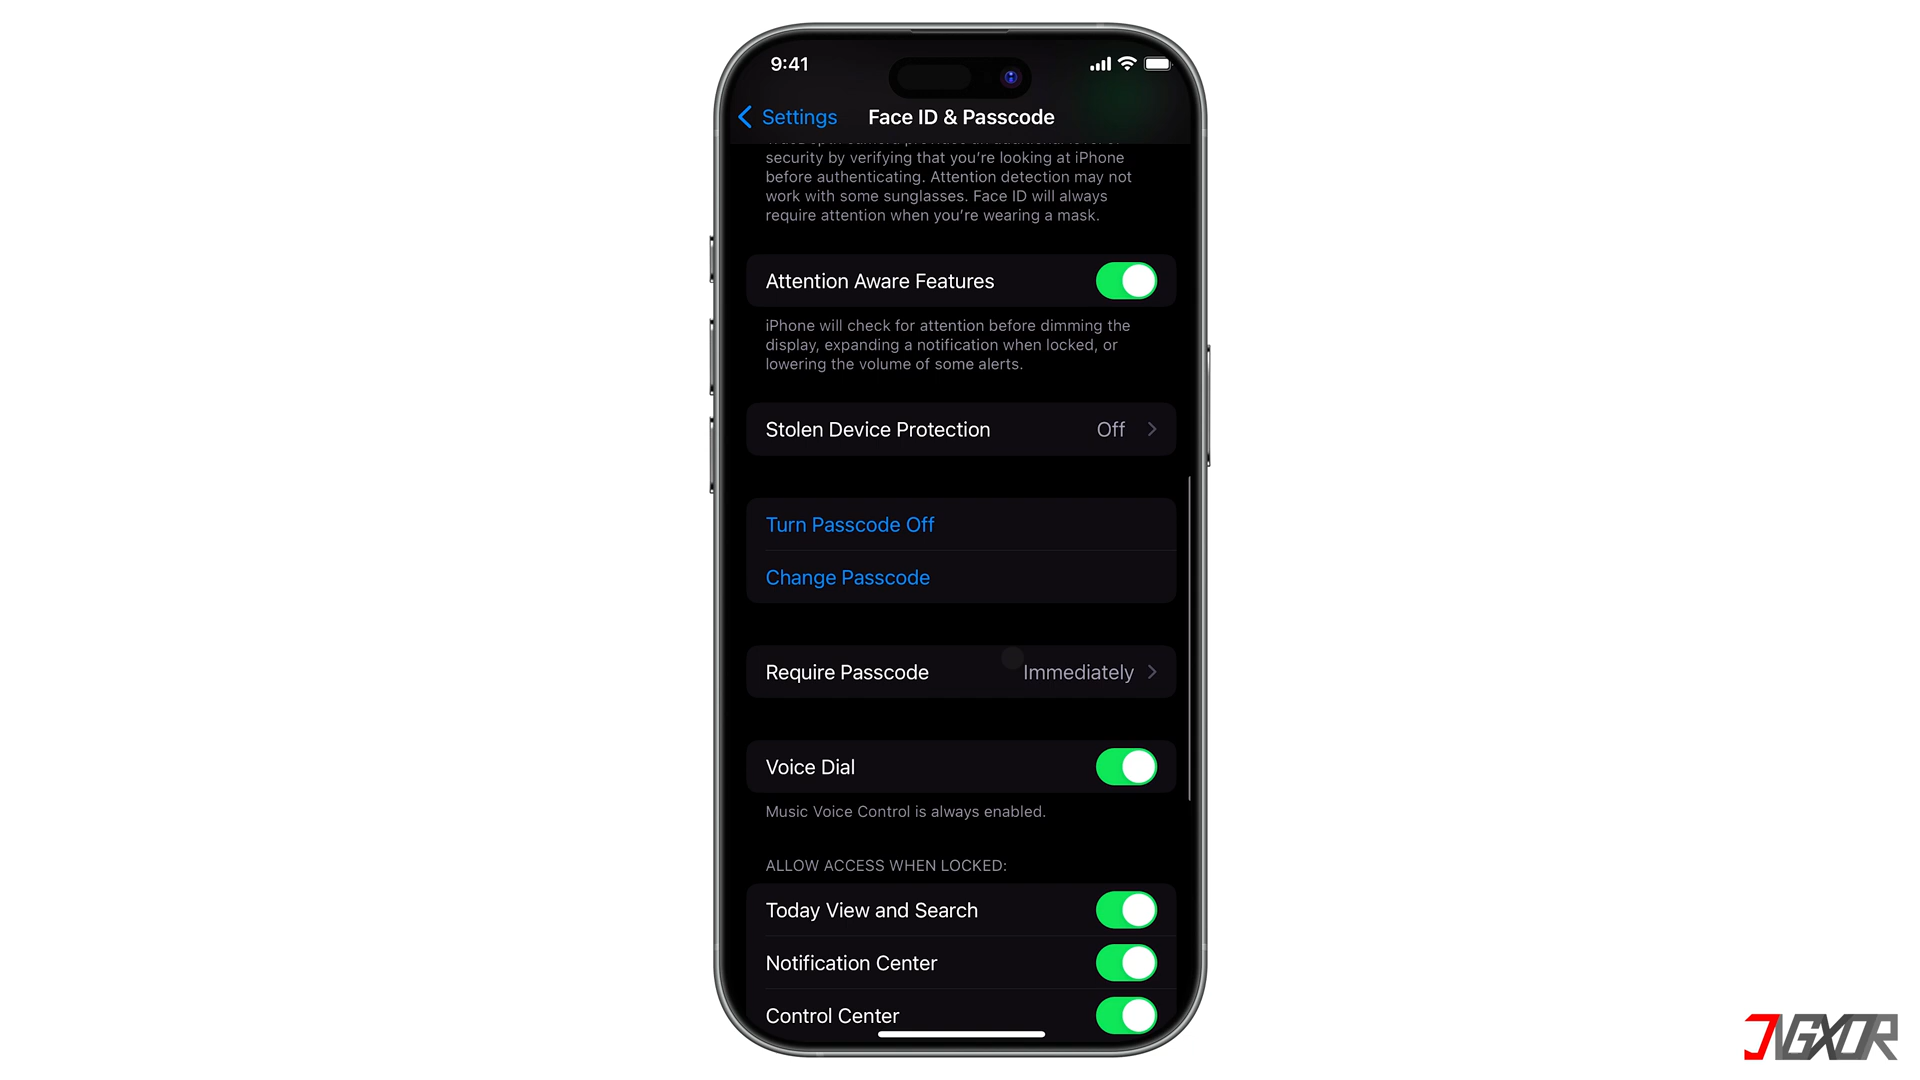 9:41
Settings
Face ID & Passcode
security by verifying that you're looking at iPhone
before authenticating. Attention detection may not
work with some sunglasses. Face ID will always
require attention when you're wearing a mask.
Attention Aware Features
iPhone will check for attention before dimming the
display, expanding a notification when locked, or
lowering the volume of some alerts.
Stolen Device Protection Off
Turn Passcode Off
Change Passcode
Require Passcode Immediately
Voice Dial
Music Voice Control is always enabled.
ALLOW ACCESS WHEN LOCKED:
Today View and Search
Notification Center
Control Center